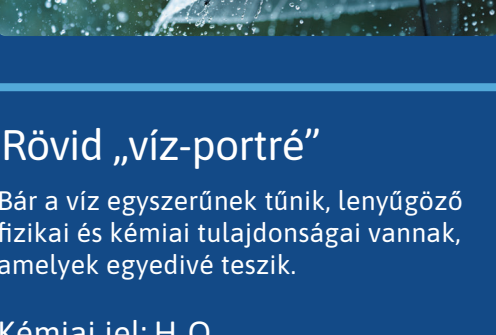 Rövid „víz-portré”
Bár a víz egyszerűnek tűnik, lenyűgöző
fizikai és kémiai tulajdonságai vannak,
amelyek egyedivé teszik.
Kémiai jel: H O